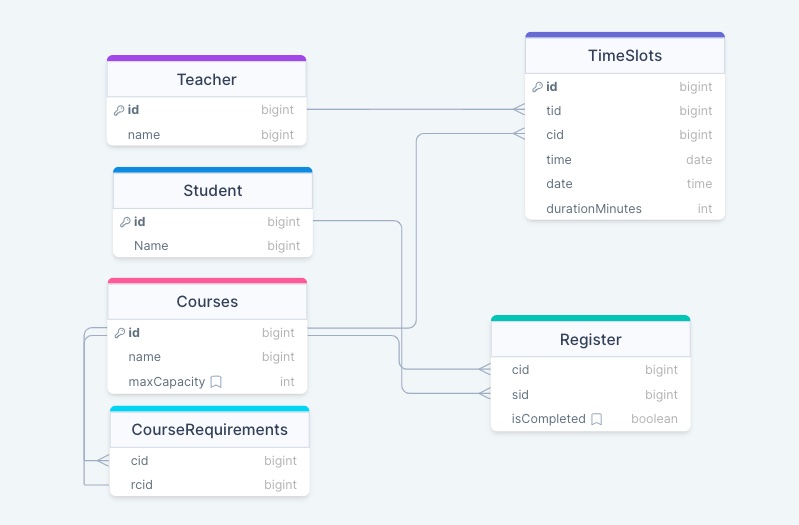 Teacher
id bigint
name bigint
Student
id bigint
Name bigint
Courses
id bigint
name bigint
maxCapacity int
CourseRequirements
cid bigint
rcid bigint
TimeSlots
id bigint
tid bigint
cid bigint
time date
date time
durationMinutes int
Register
cid bigint
sid bigint
isCompleted boolean